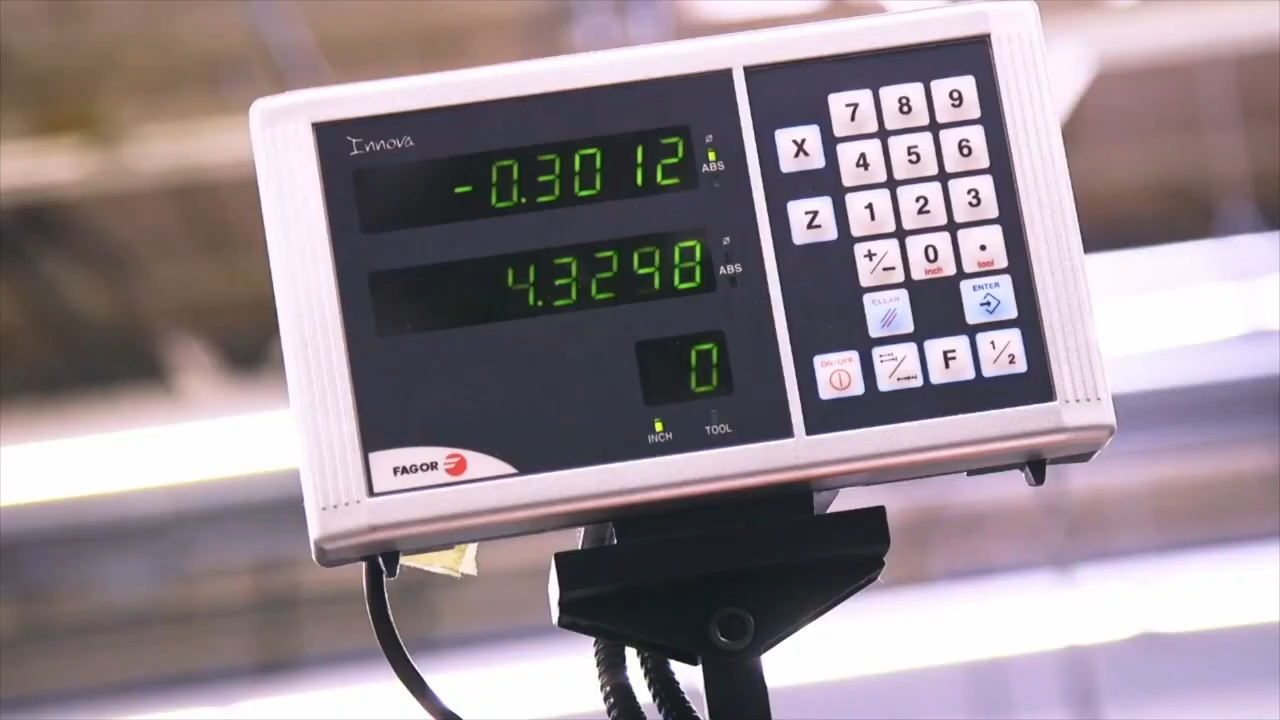 Innova
-0.3012
Ø
ABS
4.3298
Ø
ABS
0
INCH
TOOL
FAGOR
X
7
8
9
4
5
6
Z
1
2
3
+/-
0
inch
•
tool
CLEAR
ENTER
ON/OFF
F
1/2